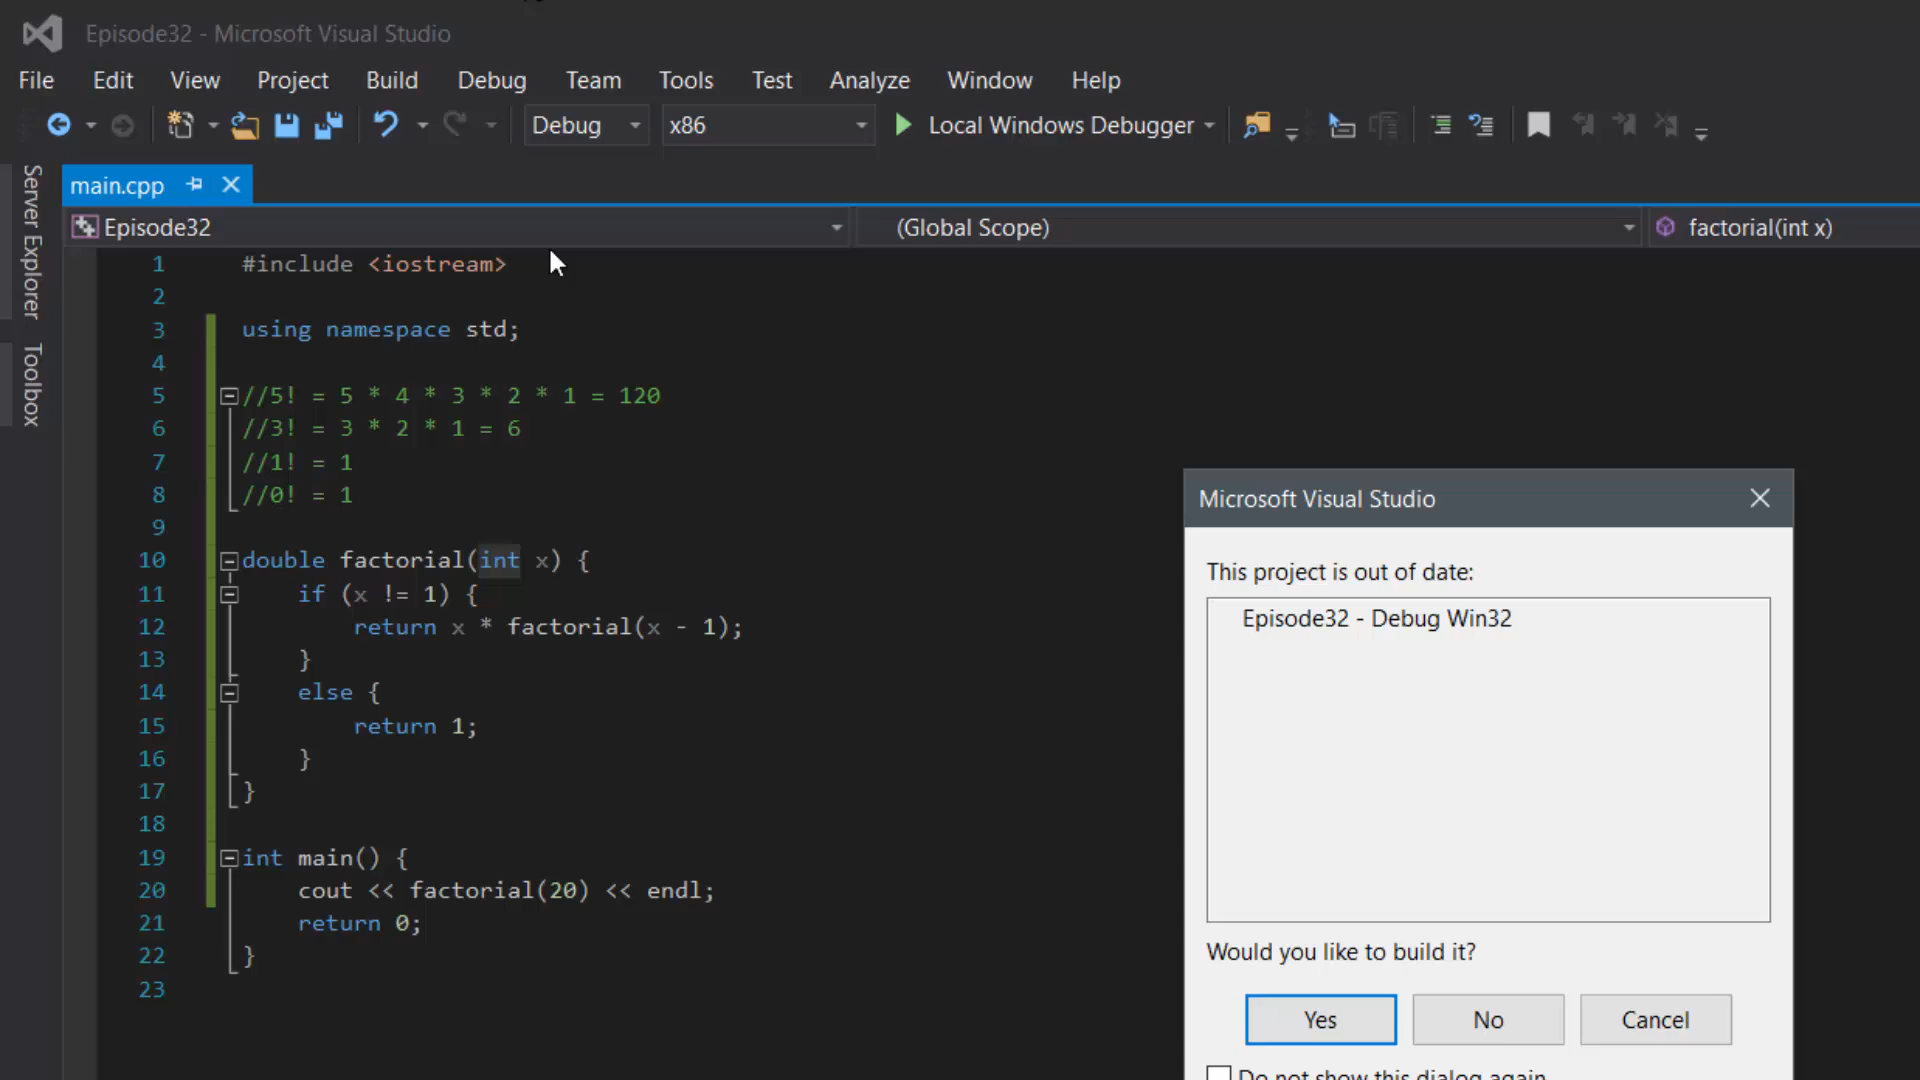 Episode32 - Microsoft Visual Studio
File Edit View Project Build Debug Team Tools Test Analyze Window Help
Debug x86 Local Windows Debugger
Server Explorer
Toolbox
main.cpp
Episode32 (Global Scope) factorial(int x)
1 #include <iostream>
2
3 using namespace std;
4
5 //5! = 5 * 4 * 3 * 2 * 1 = 120
6 //3! = 3 * 2 * 1 = 6
7 //1! = 1
8 //0! = 1
9
10 double factorial(int x) {
11 if (x != 1) {
12 return x * factorial(x - 1);
13 }
14 else {
15 return 1;
16 }
17 }
18
19 int main() {
20 cout << factorial(20) << endl;
21 return 0;
22 }
23
Microsoft Visual Studio
This project is out of date:
Episode32 - Debug Win32
Would you like to build it?
Yes No Cancel
Do not show this dialog again